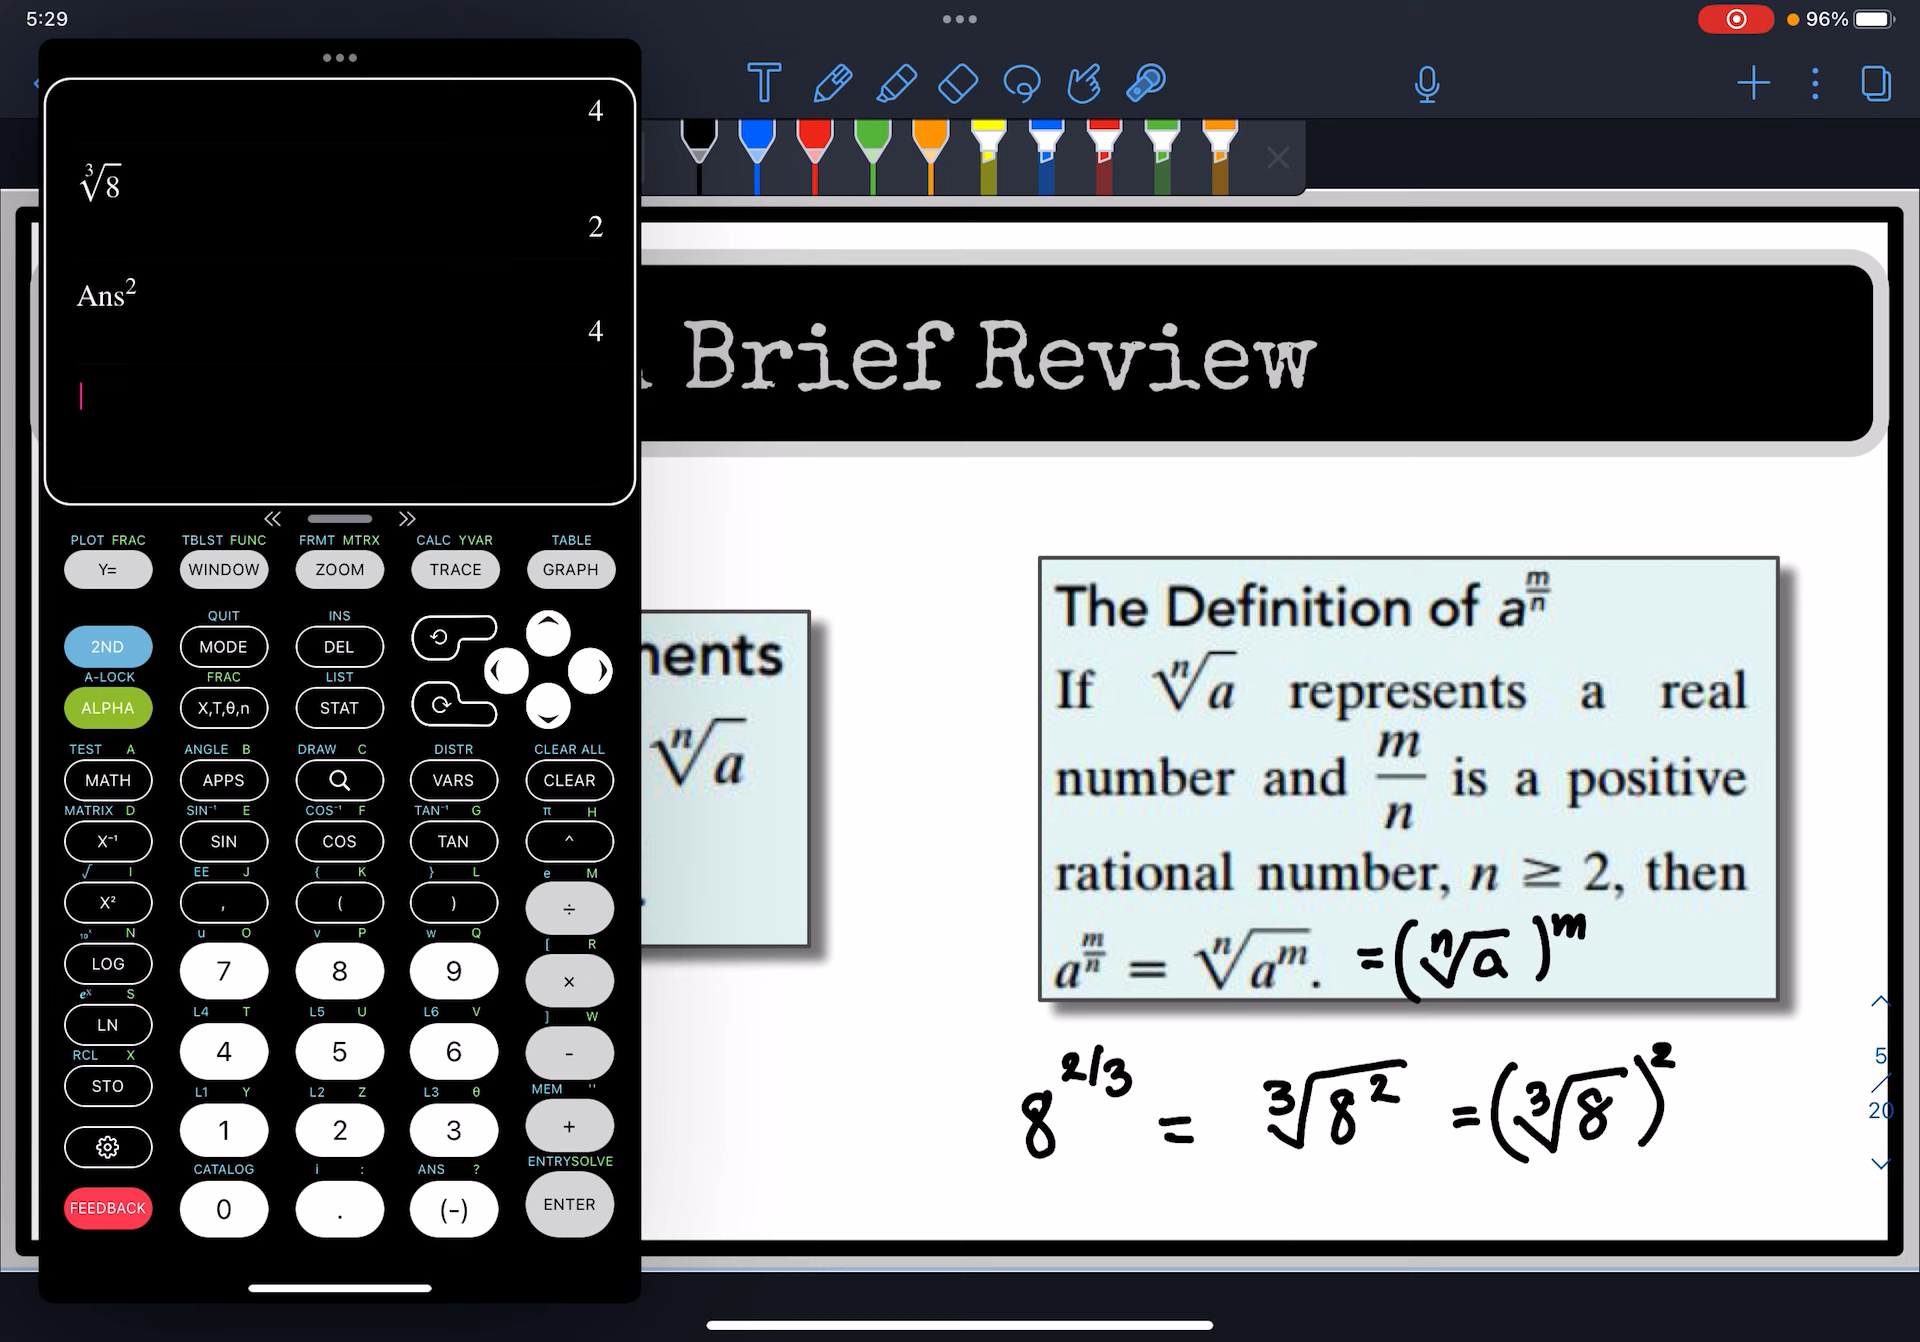 5:29
96%
4
∛8
2
Ans²
4
Brief Review
PLOT FRAC TBLST FUNC FRMT MTRX CALC YVAR TABLE
Y= WINDOW ZOOM TRACE GRAPH
QUIT INS
2ND MODE DEL
A-LOCK FRAC LIST
ALPHA X,T,θ,n STAT
TEST A ANGLE B DRAW C DISTR CLEAR ALL
MATH APPS VARS CLEAR
MATRIX D SIN⁻¹ E COS⁻¹ F TAN⁻¹ G π H
X⁻¹ SIN COS TAN ^
√ I EE J { K } L e M
X² , ( ) ÷
10ˣ N u O v P w Q [ R
LOG 7 8 9 ×
eˣ S L4 T L5 U L6 V ] W
LN 4 5 6 -
RCL X L1 Y L2 Z L3 θ MEM "
STO 1 2 3 +
CATALOG i : ANS ? ENTRY SOLVE
FEEDBACK 0 . (-) ENTER
ments
ⁿ√a
The Definition of a^(m/n)
If ⁿ√a represents a real
number and m/n is a positive
rational number, n ≥ 2, then
a^(m/n) = ⁿ√a^m. = (ⁿ√a)^m
8^(2/3) = ∛8² = (∛8)²
5
/
20